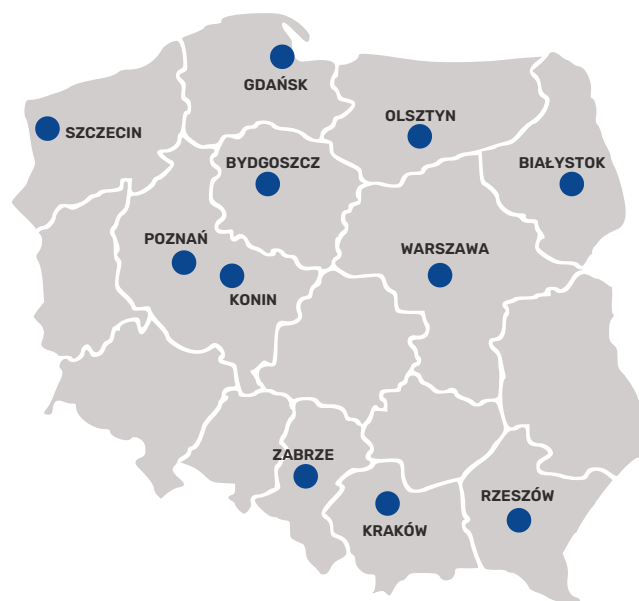 GDAŃSK
OLSZTYN
SZCZECIN
BYDGOSZCZ
BIAŁYSTOK
POZNAŃ
WARSZAWA
KONIN
ZABRZE
RZESZÓW
KRAKÓW